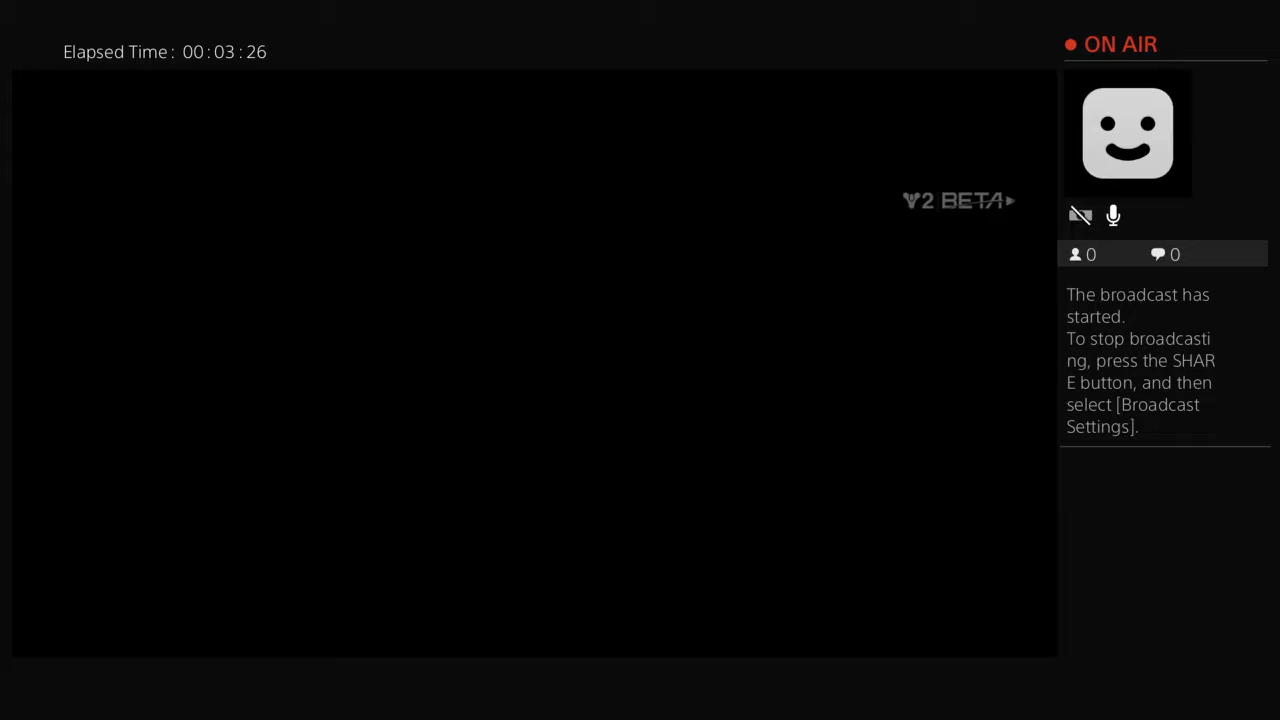 Elapsed Time: 00:03:26
ON AIR
2 BETA
0 0
The broadcast has
started.
To stop broadcasti
ng, press the SHAR
E button, and then
select [Broadcast
Settings].